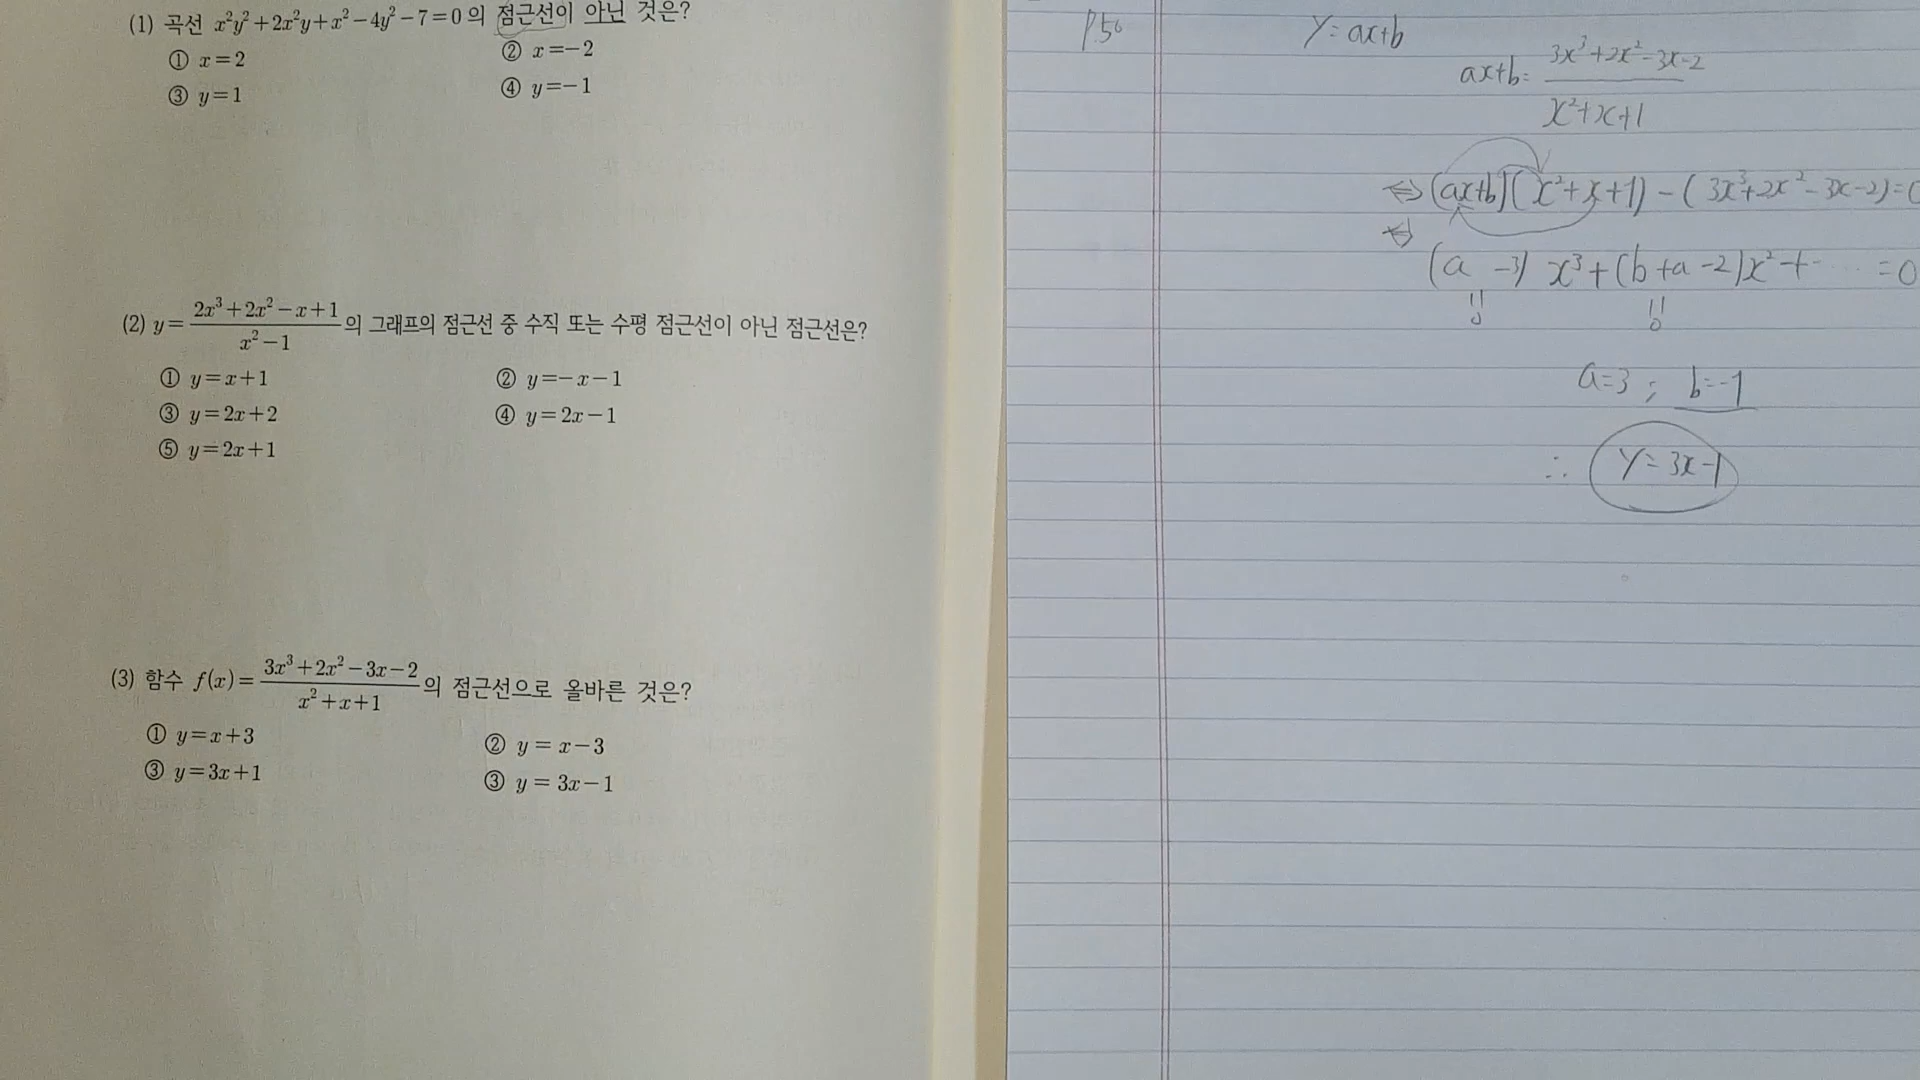 (1) 곡선 x²y²+2x²y+x²-4y²-7=0의 점근선이 아닌 것은?
① x=2 ② x=-2
③ y=1 ④ y=-1
(2) y=(2x³+2x²-x+1)/(x²-1)의 그래프의 점근선 중 수직 또는 수평 점근선이 아닌 점근선은?
① y=x+1 ② y=-x-1
③ y=2x+2 ④ y=2x-1
⑤ y=2x+1
(3) 함수 f(x)=(3x³+2x²-3x-2)/(x²+x+1)의 점근선으로 올바른 것은?
① y=x+3 ② y = x-3
③ y=3x+1 ③ y = 3x-1
P.56
y=ax+b
ax+b=(3x³+2x²-3x-2)/(x²+x+1)
⇔ (ax+b)(x²+x+1)-(3x³+2x²-3x-2)=0
⇔
(a-3)x³+(b+a-2)x²+… =0
=0 =0
a=3 ; b=-1
∴ y=3x-1